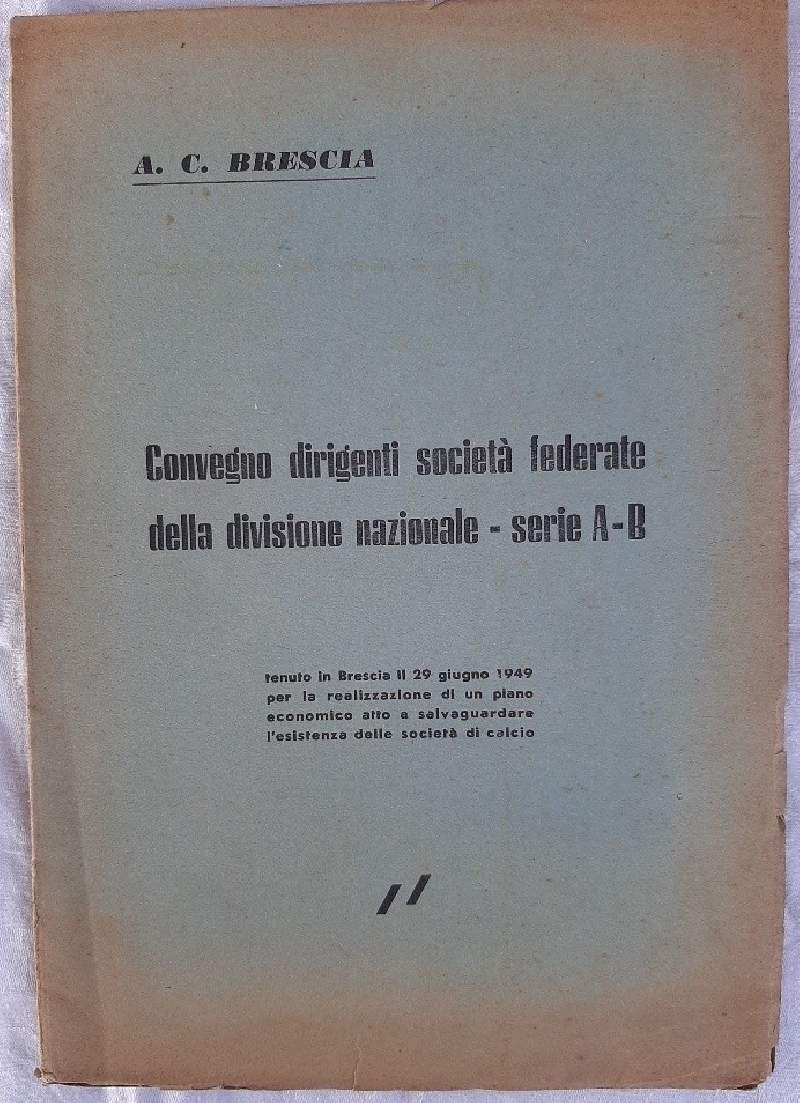 A. C. BRESCIA
Convegno dirigenti società federate
della divisione nazionale - serie A-B
tenuto in Brescia il 29 giugno 1949
per la realizzazione di un piano
economico atto a salvaguardare
l'esistenza delle società di calcio